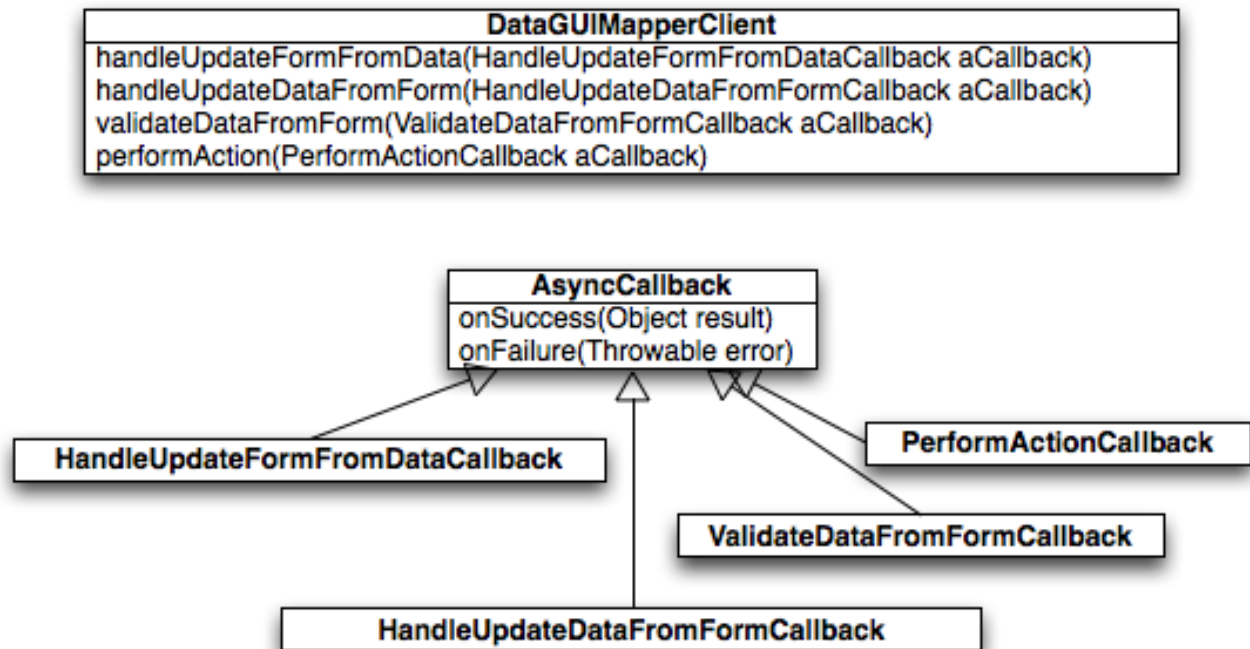 DataGUIMapperClient
handleUpdateFormFromData(HandleUpdateFormFromDataCallback aCallback)
handleUpdateDataFromForm(HandleUpdateDataFromFormCallback aCallback)
validateDataFromForm(ValidateDataFromFormCallback aCallback)
performAction(PerformActionCallback aCallback)
AsyncCallback
onSuccess(Object result)
onFailure(Throwable error)
PerformActionCallback
HandleUpdateFormFromDataCallback
ValidateDataFromFormCallback
HandleUpdateDataFromFormCallback